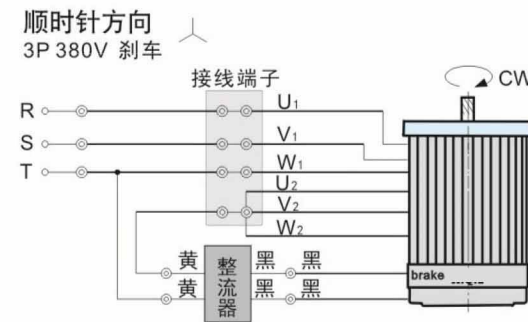 顺时针方向
3P 380V 刹车
接线端子
CW
R
U1
S
V1
T
W1
U2
V2
W2
黄 整流器 黑 黑
黄 黑 黑
brake